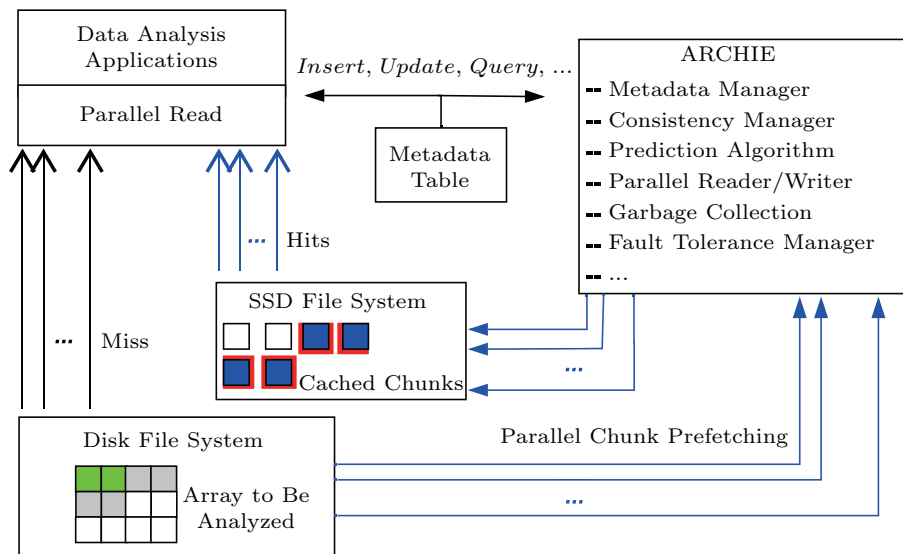 Data Analysis
Applications
Parallel Read
Insert, Update, Query, ...
Metadata
Table
ARCHIE
-- Metadata Manager
-- Consistency Manager
-- Prediction Algorithm
-- Parallel Reader/Writer
-- Garbage Collection
-- Fault Tolerance Manager
-- ...
... Hits
... Miss
SSD File System
Cached Chunks
...
Disk File System
Array to Be
Analyzed
Parallel Chunk Prefetching
...